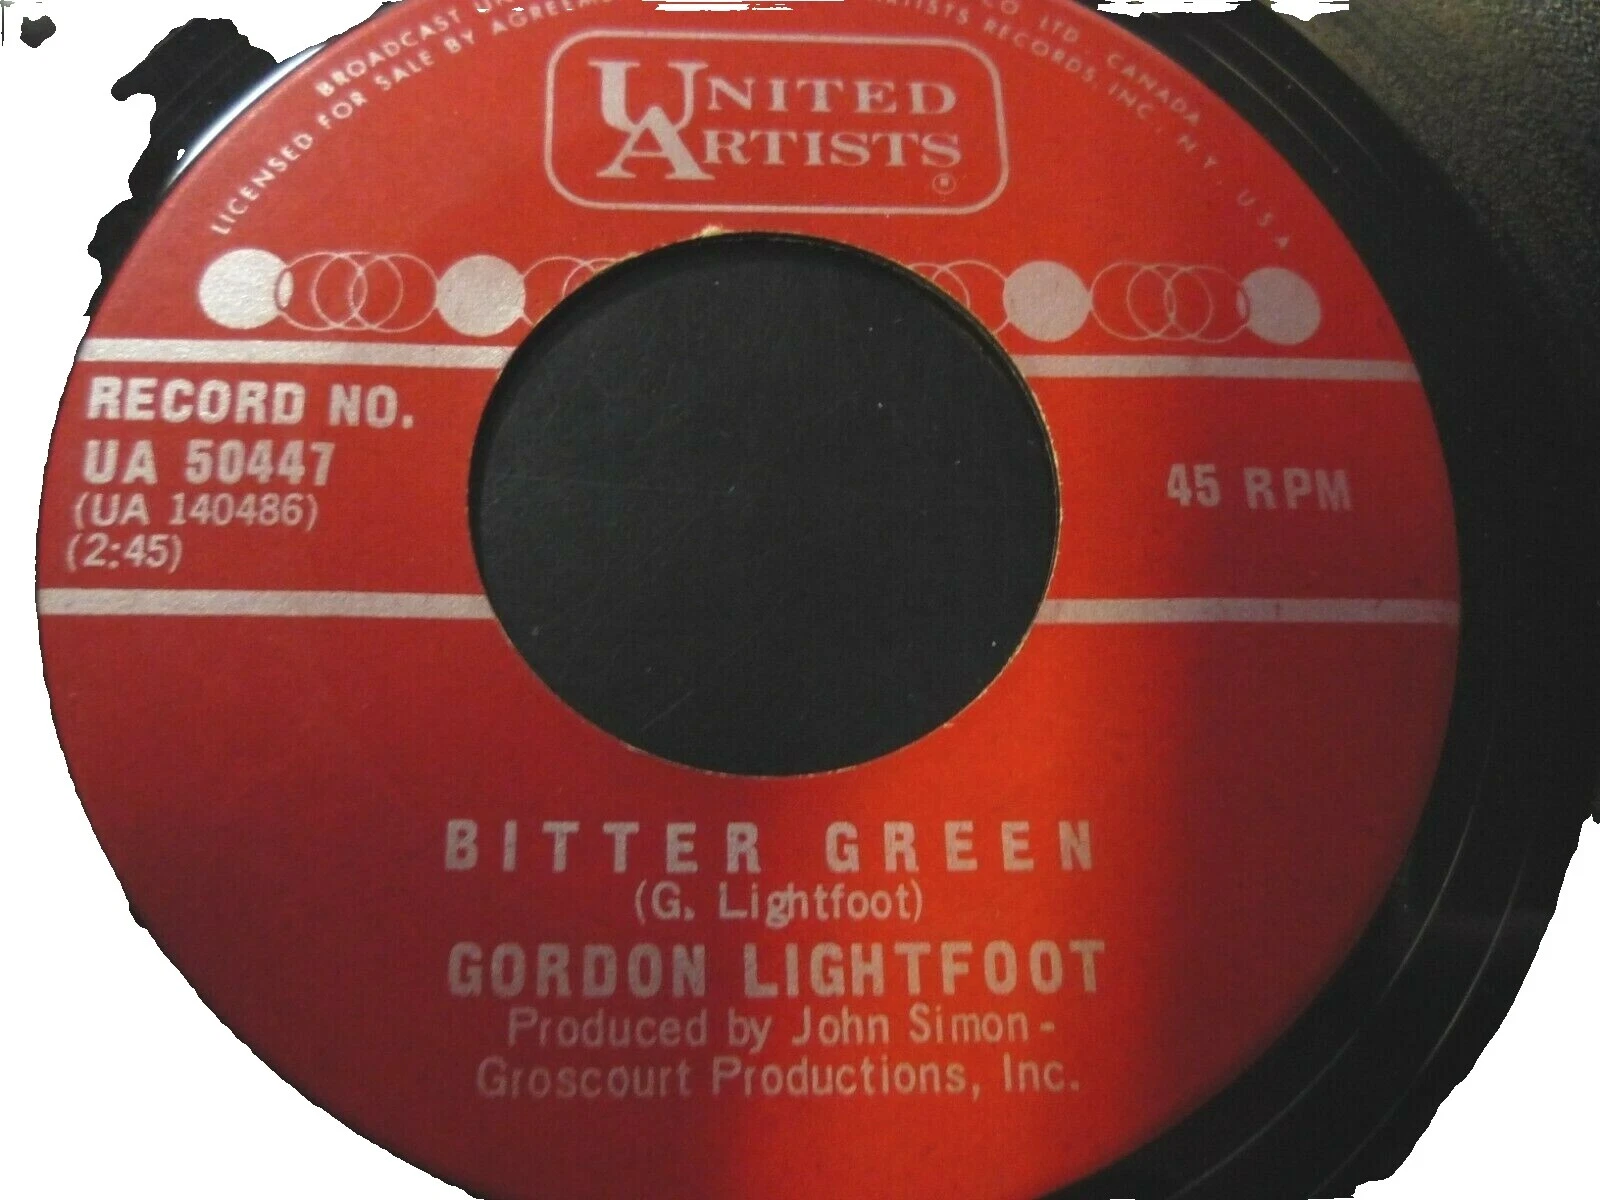 BROADCAST
LICENSED FOR SALE BY
ARTISTS RECORDS, INC. N.Y. U.S.A.
CO. LTD. CANADA
UNITED
ARTISTS
®
RECORD NO.
UA 50447
(UA 140486)
(2:45)
45 RPM
BITTER GREEN
(G. Lightfoot)
GORDON LIGHTFOOT
Produced by John Simon -
Groscourt Productions, Inc.